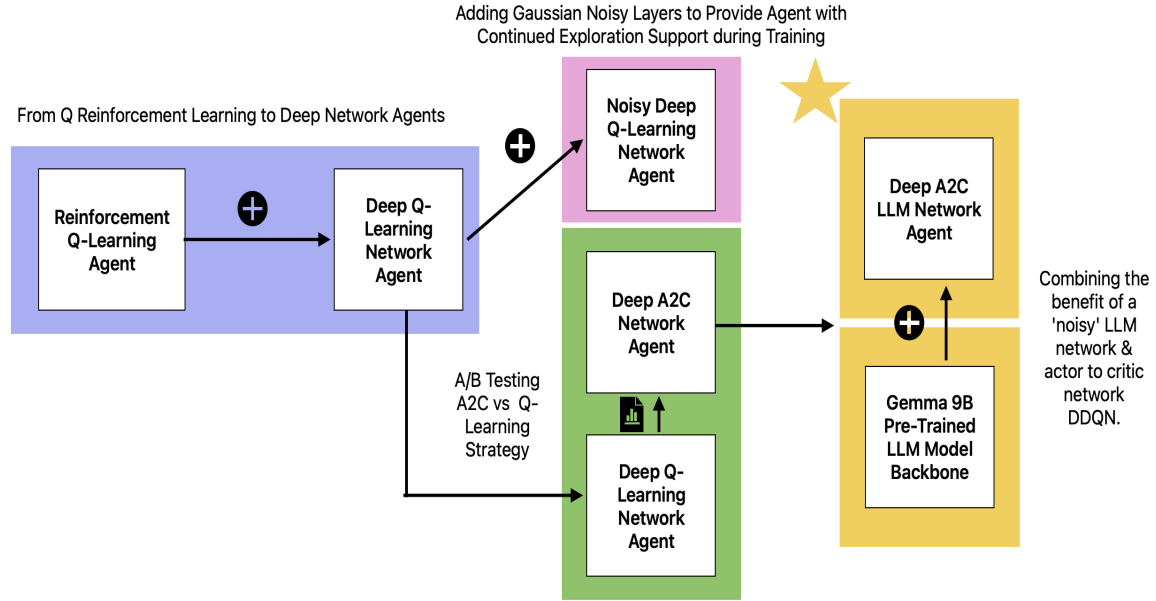 Adding Gaussian Noisy Layers to Provide Agent with
Continued Exploration Support during Training
From Q Reinforcement Learning to Deep Network Agents
Reinforcement
Q-Learning
Agent
Deep Q-
Learning
Network
Agent
Noisy Deep
Q-Learning
Network
Agent
A/B Testing
A2C vs Q-
Learning
Strategy
Deep A2C
Network
Agent
Deep Q-
Learning
Network
Agent
Deep A2C
LLM Network
Agent
Gemma 9B
Pre-Trained
LLM Model
Backbone
Combining the
benefit of a
'noisy' LLM
network &
actor to critic
network
DDQN.